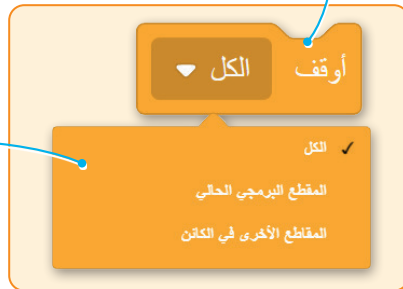 أوقف الكل
الكل
المقطع البرمجي الحالي
المقاطع الأخرى في الكائن